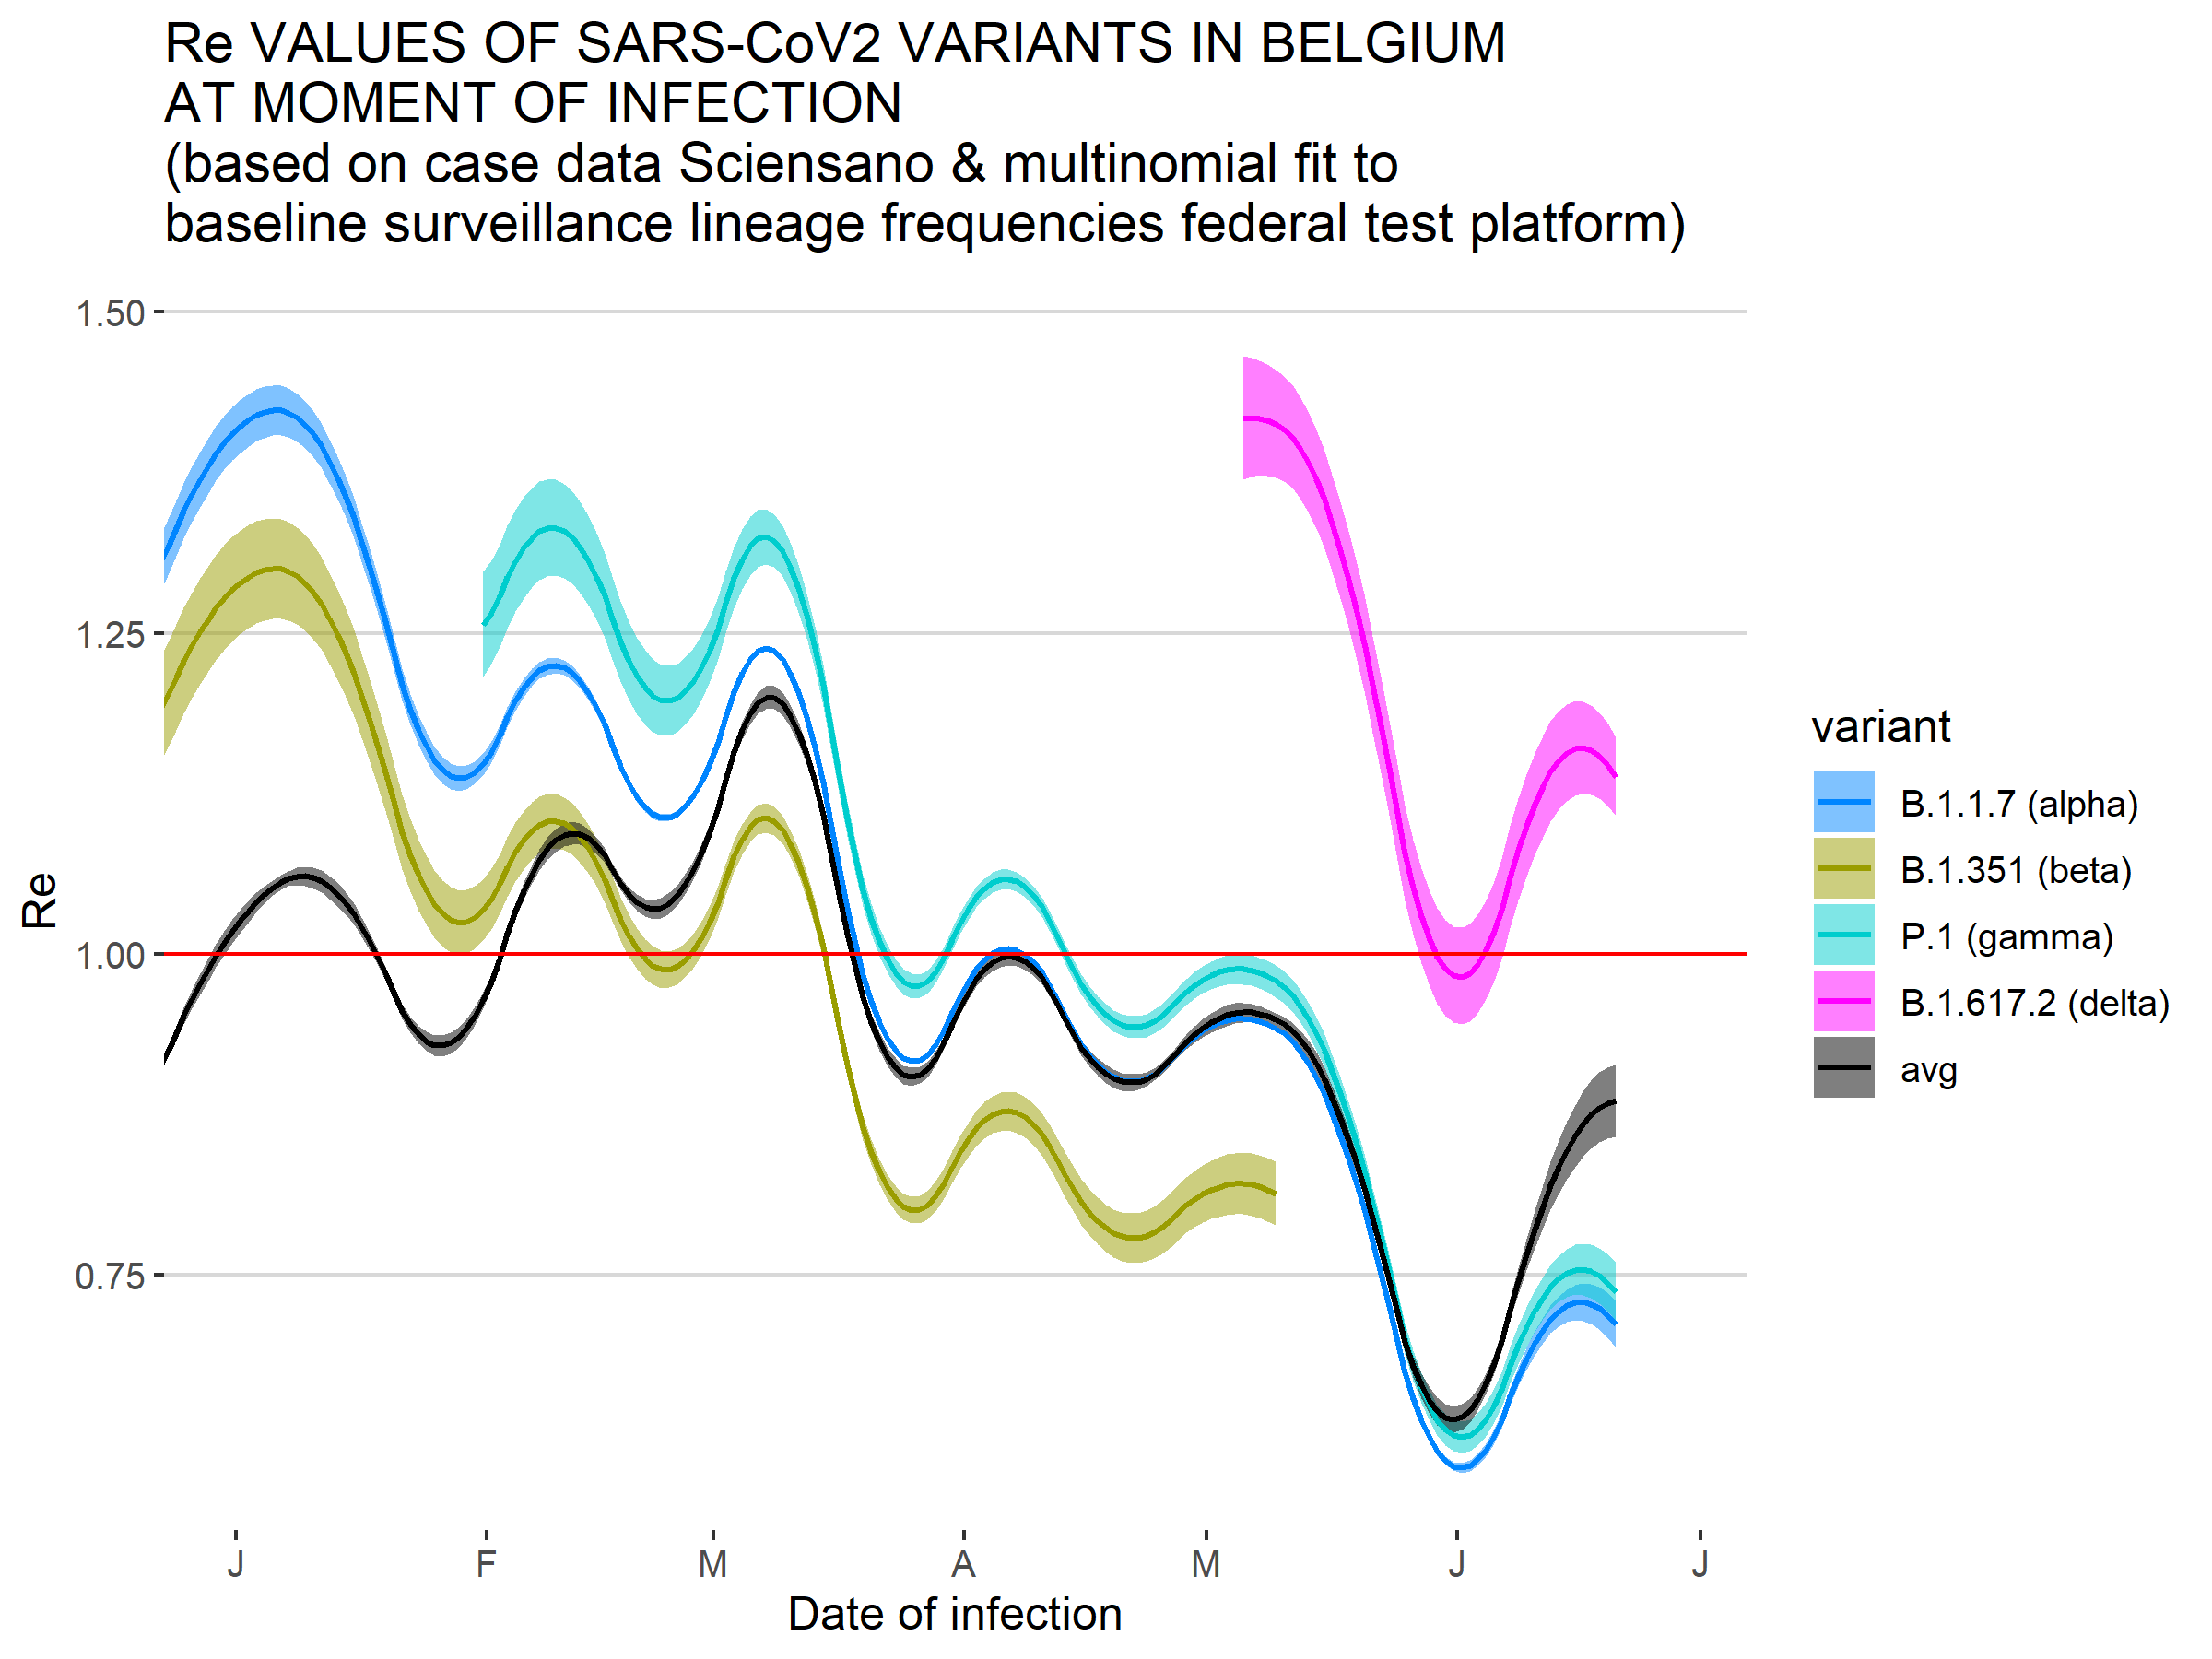 Re VALUES OF SARS-CoV2 VARIANTS IN BELGIUM
AT MOMENT OF INFECTION
(based on case data Sciensano & multinomial fit to
baseline surveillance lineage frequencies federal test platform)
1.50
1.25
1.00
0.75
Re
J F M A M J J
Date of infection
variant
B.1.1.7 (alpha)
B.1.351 (beta)
P.1 (gamma)
B.1.617.2 (delta)
avg